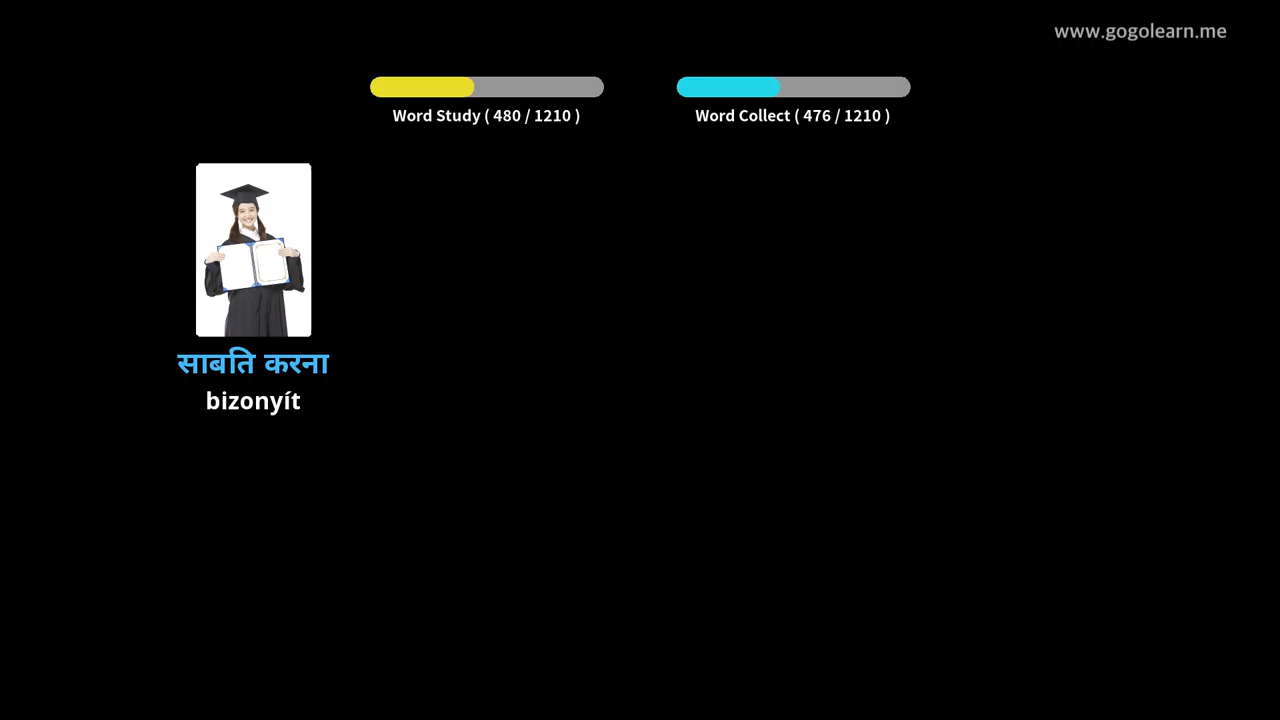 www.gogolearn.me
Word Study ( 480 / 1210 )
Word Collect ( 476 / 1210 )
साबति करना
bizonyít